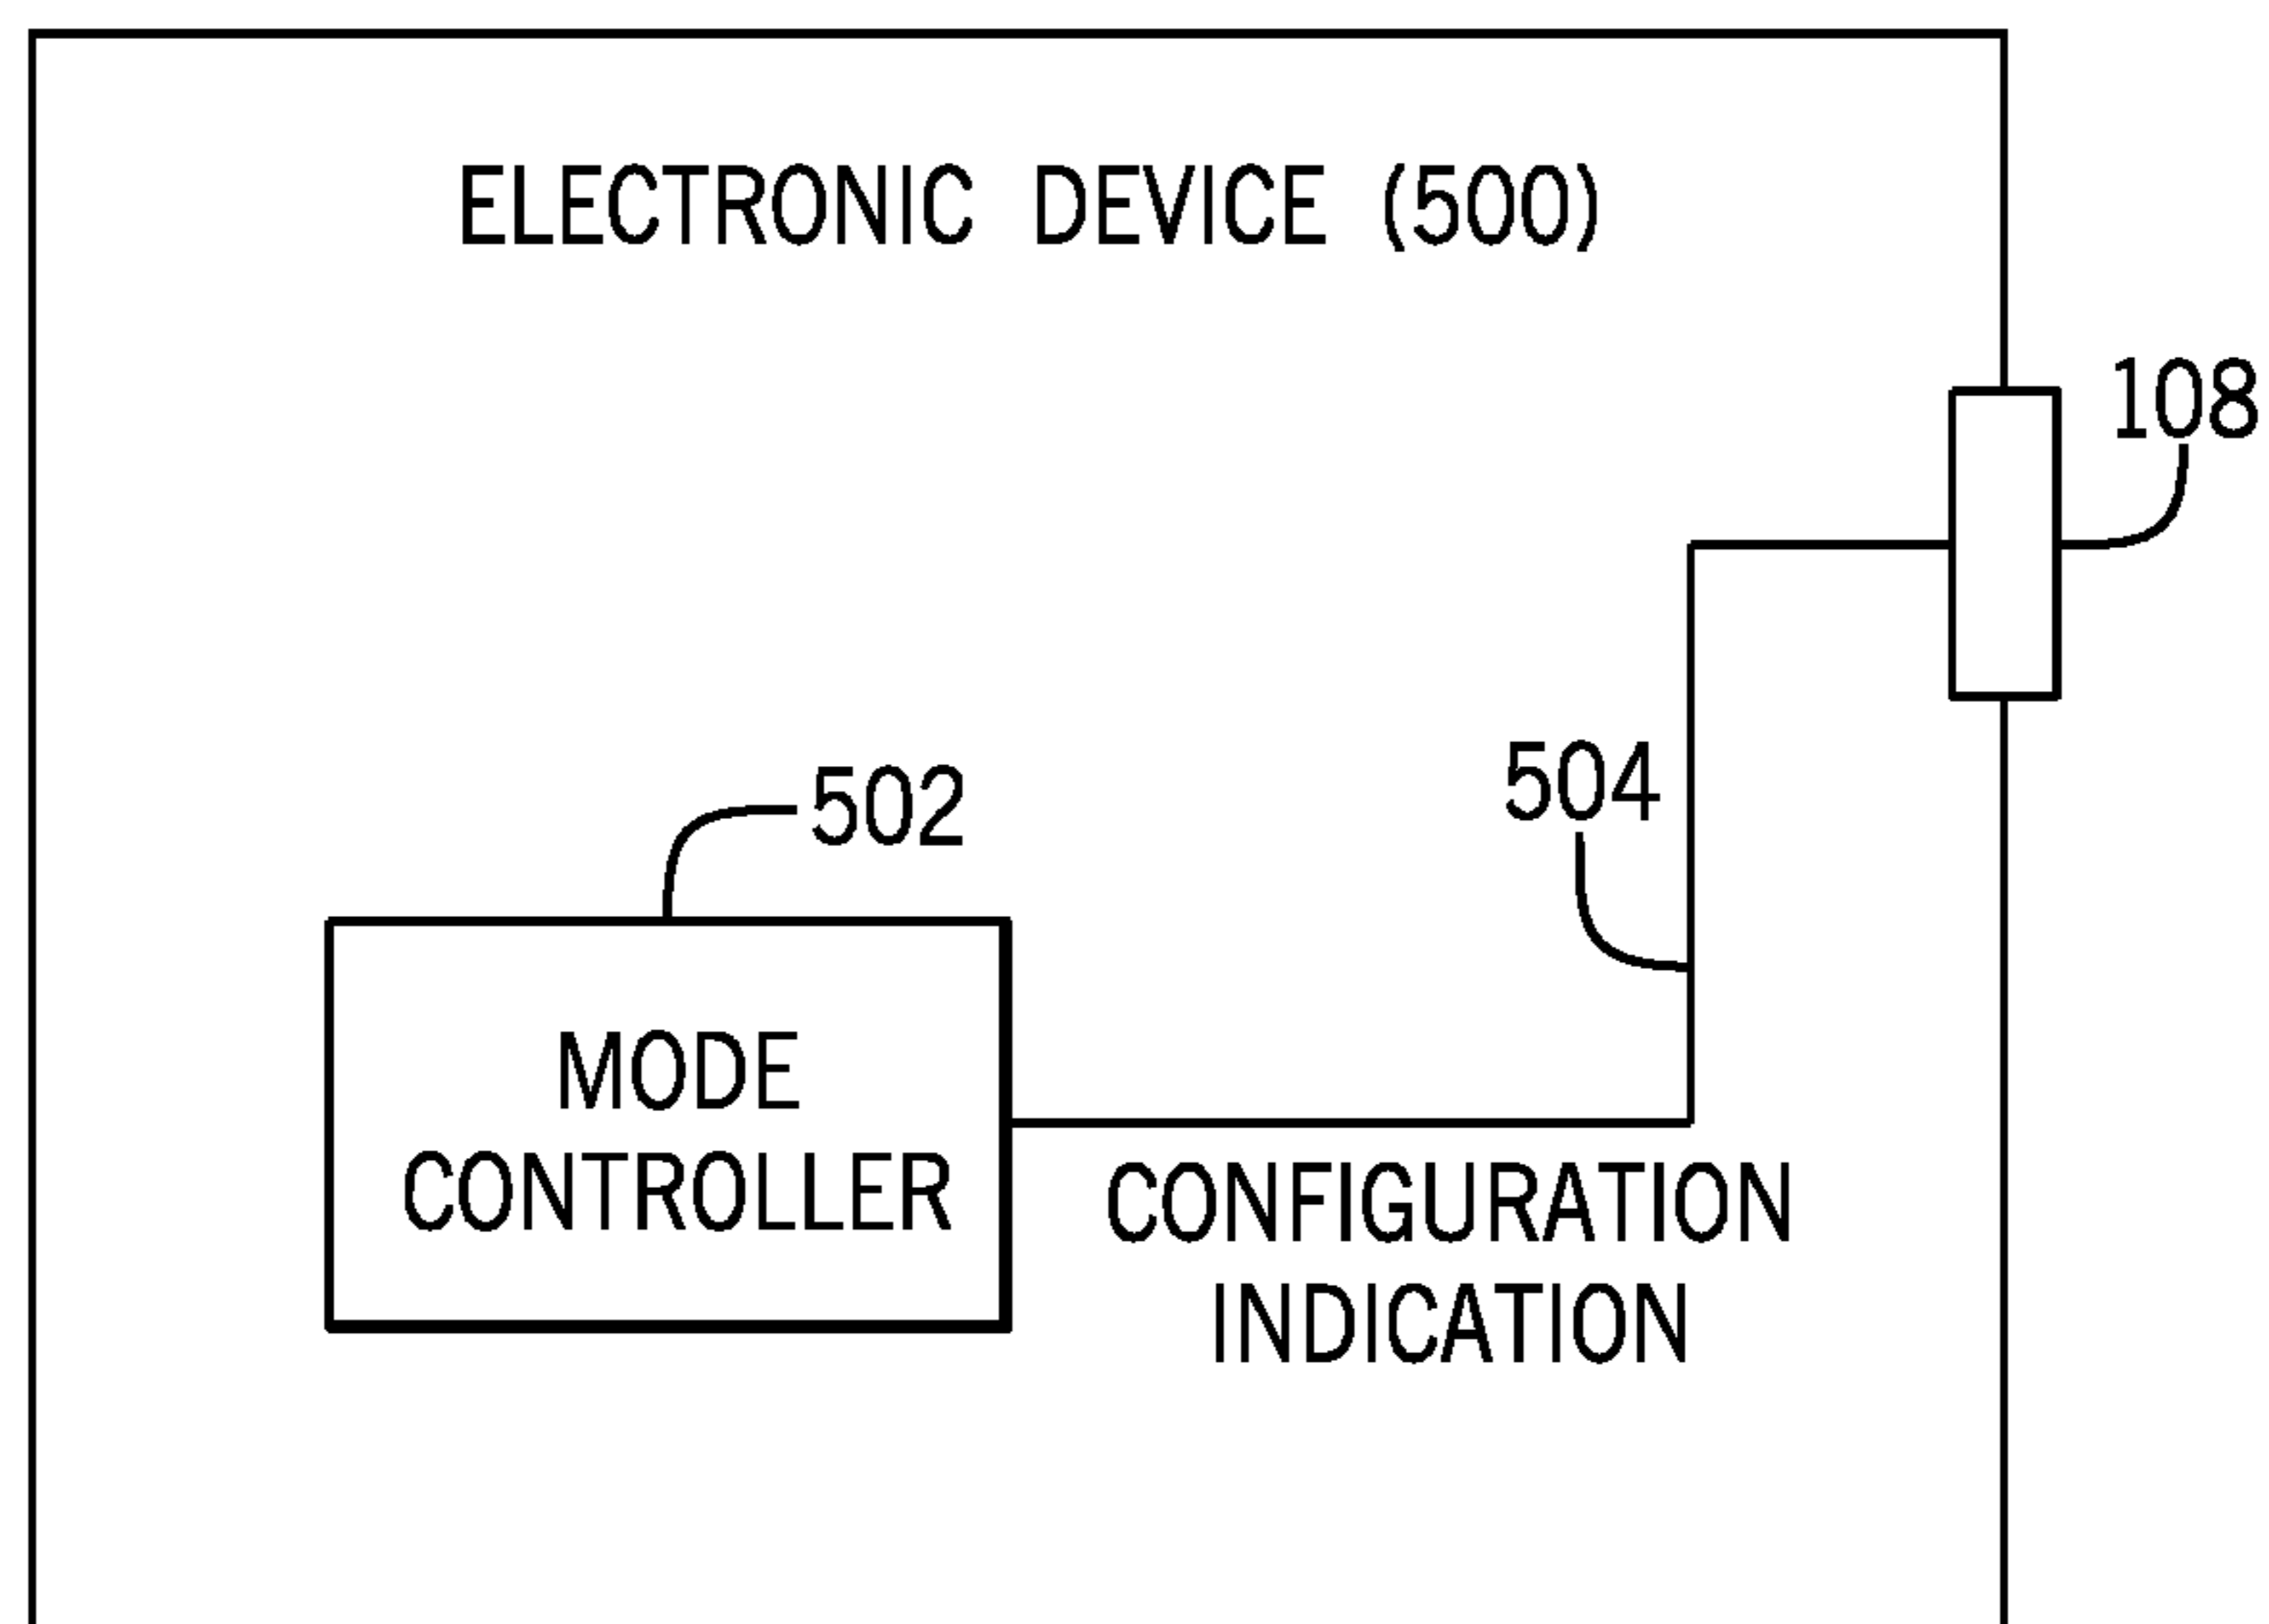 ELECTRONIC DEVICE (500)
108
504
502
MODE
CONTROLLER
CONFIGURATION
INDICATION